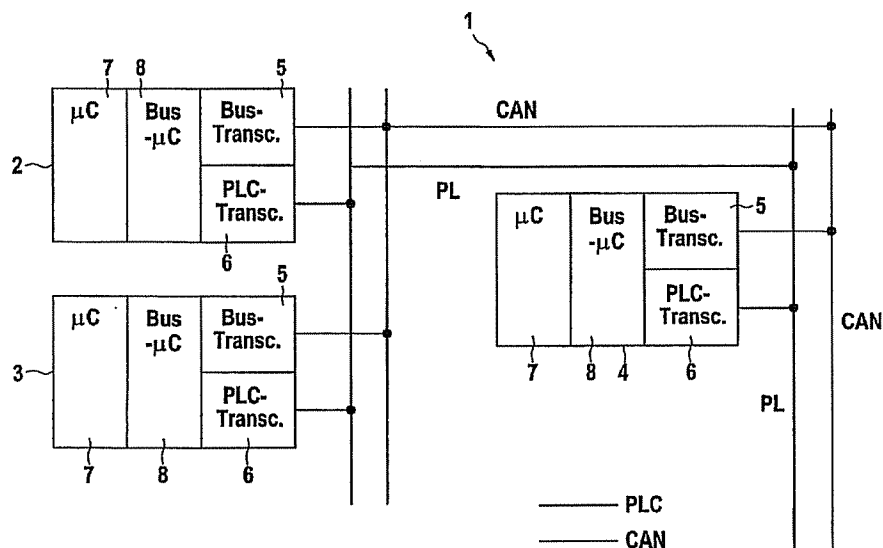 1
7 8 5
μC Bus -μC Bus- Transc.
CAN
2
PLC- Transc.
PL
6
μC Bus -μC Bus- Transc.
5
PLC- Transc.
7 8 4 6
CAN
PL
5
μC Bus -μC Bus- Transc.
3
PLC- Transc.
7 8 6
PLC
CAN